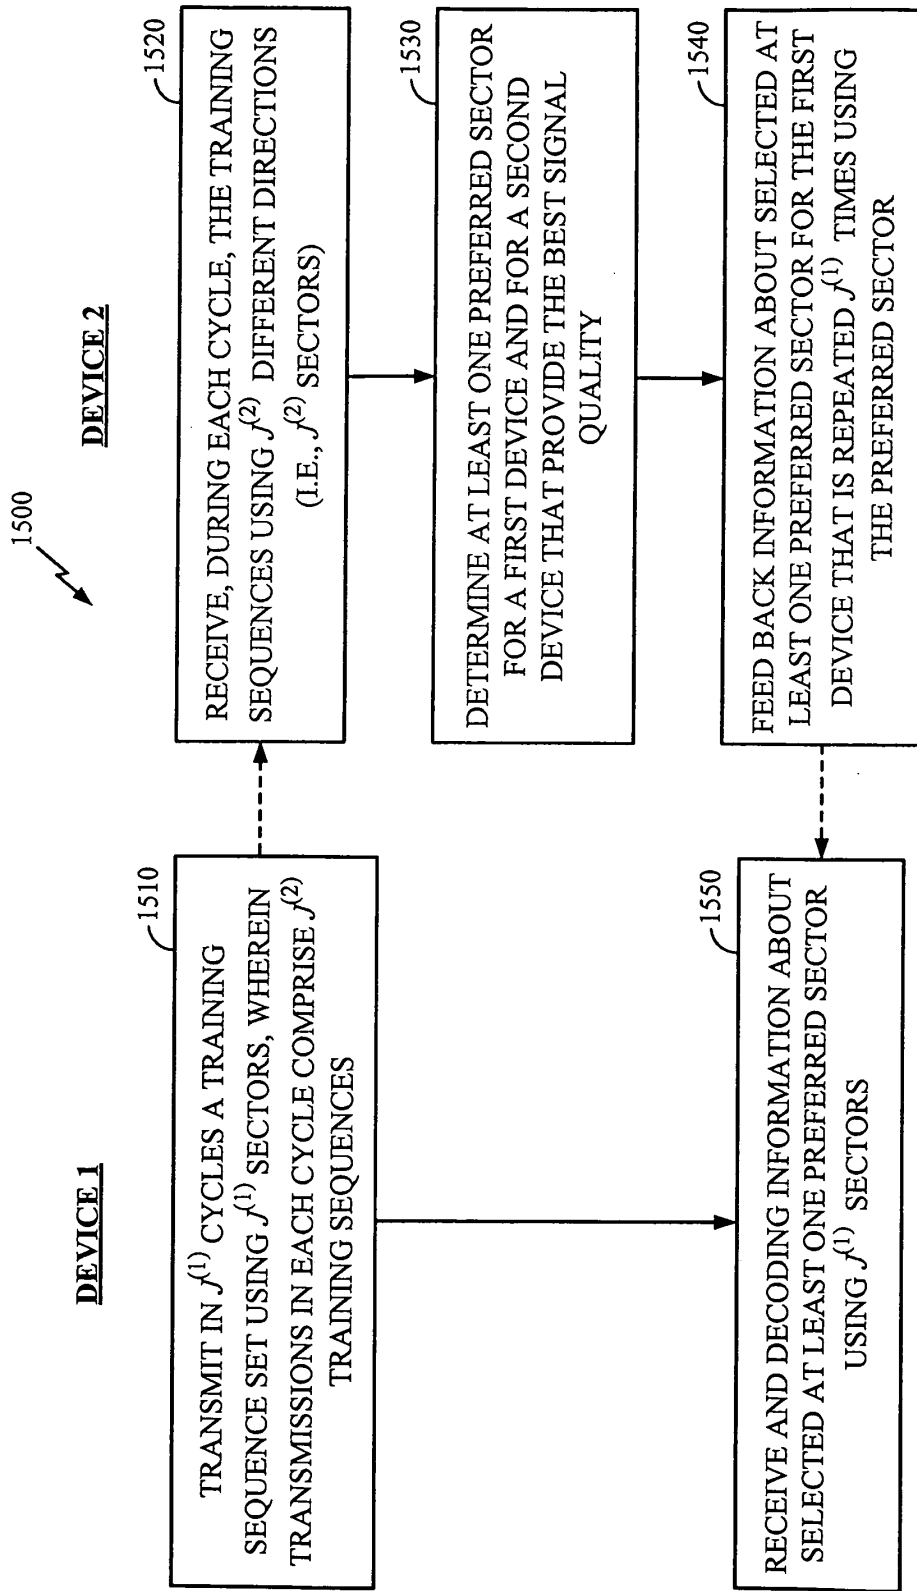 1500
DEVICE 1
DEVICE 2
1510
TRANSMIT IN J(1) CYCLES A TRAINING
SEQUENCE SET USING J(1) SECTORS, WHEREIN
TRANSMISSIONS IN EACH CYCLE COMPRISE J(2)
TRAINING SEQUENCES
1520
RECEIVE, DURING EACH CYCLE, THE TRAINING
SEQUENCES USING J(2) DIFFERENT DIRECTIONS
(I.E., J(2) SECTORS)
1530
DETERMINE AT LEAST ONE PREFERRED SECTOR
FOR A FIRST DEVICE AND FOR A SECOND
DEVICE THAT PROVIDE THE BEST SIGNAL
QUALITY
1540
FEED BACK INFORMATION ABOUT SELECTED AT
LEAST ONE PREFERRED SECTOR FOR THE FIRST
DEVICE THAT IS REPEATED J(1) TIMES USING
THE PREFERRED SECTOR
1550
RECEIVE AND DECODING INFORMATION ABOUT
SELECTED AT LEAST ONE PREFERRED SECTOR
USING J(1) SECTORS